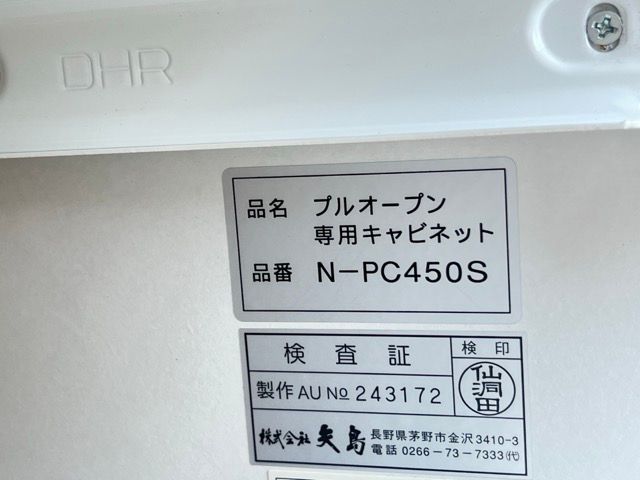 DHR
品名 プルオープン
専用キャビネット
品番 N-PC450S
検査証 検印
製作 AU No 243172
仙洞田
株式会社 矢島 長野県茅野市金沢3410-3
電話 0266-73-7333㈹